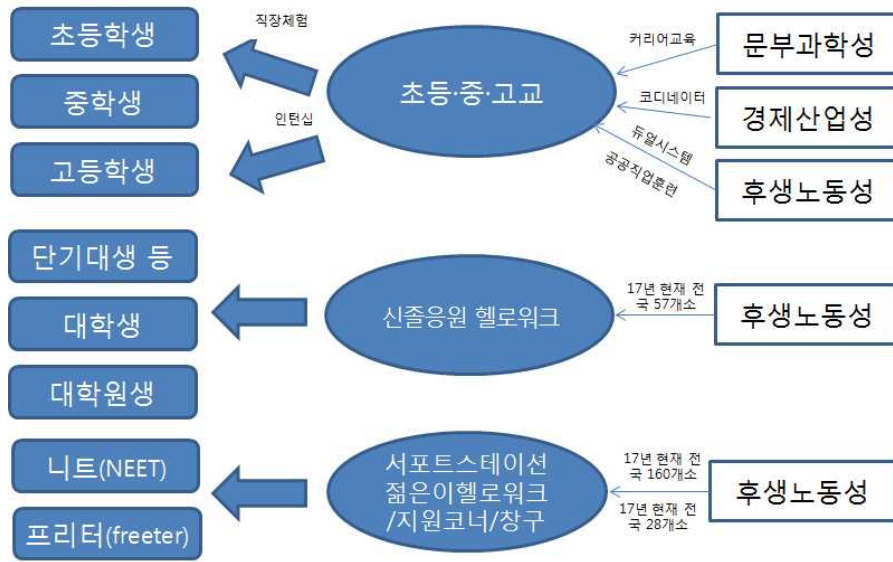 초등학생
중학생
고등학생
직장체험
인턴십
초등·중·고교
커리어교육
코디네이터
듀얼시스템
공공직업훈련
문부과학성
경제산업성
후생노동성
단기대생 등
대학생
대학원생
신졸응원 헬로워크
17년 현재 전
국 57개소
후생노동성
니트(NEET)
프리터(freeter)
서포트스테이션
젊은이헬로워크
/지원코너/창구
17년 현재 전
국 160개소
17년 현재 전
국 28개소
후생노동성